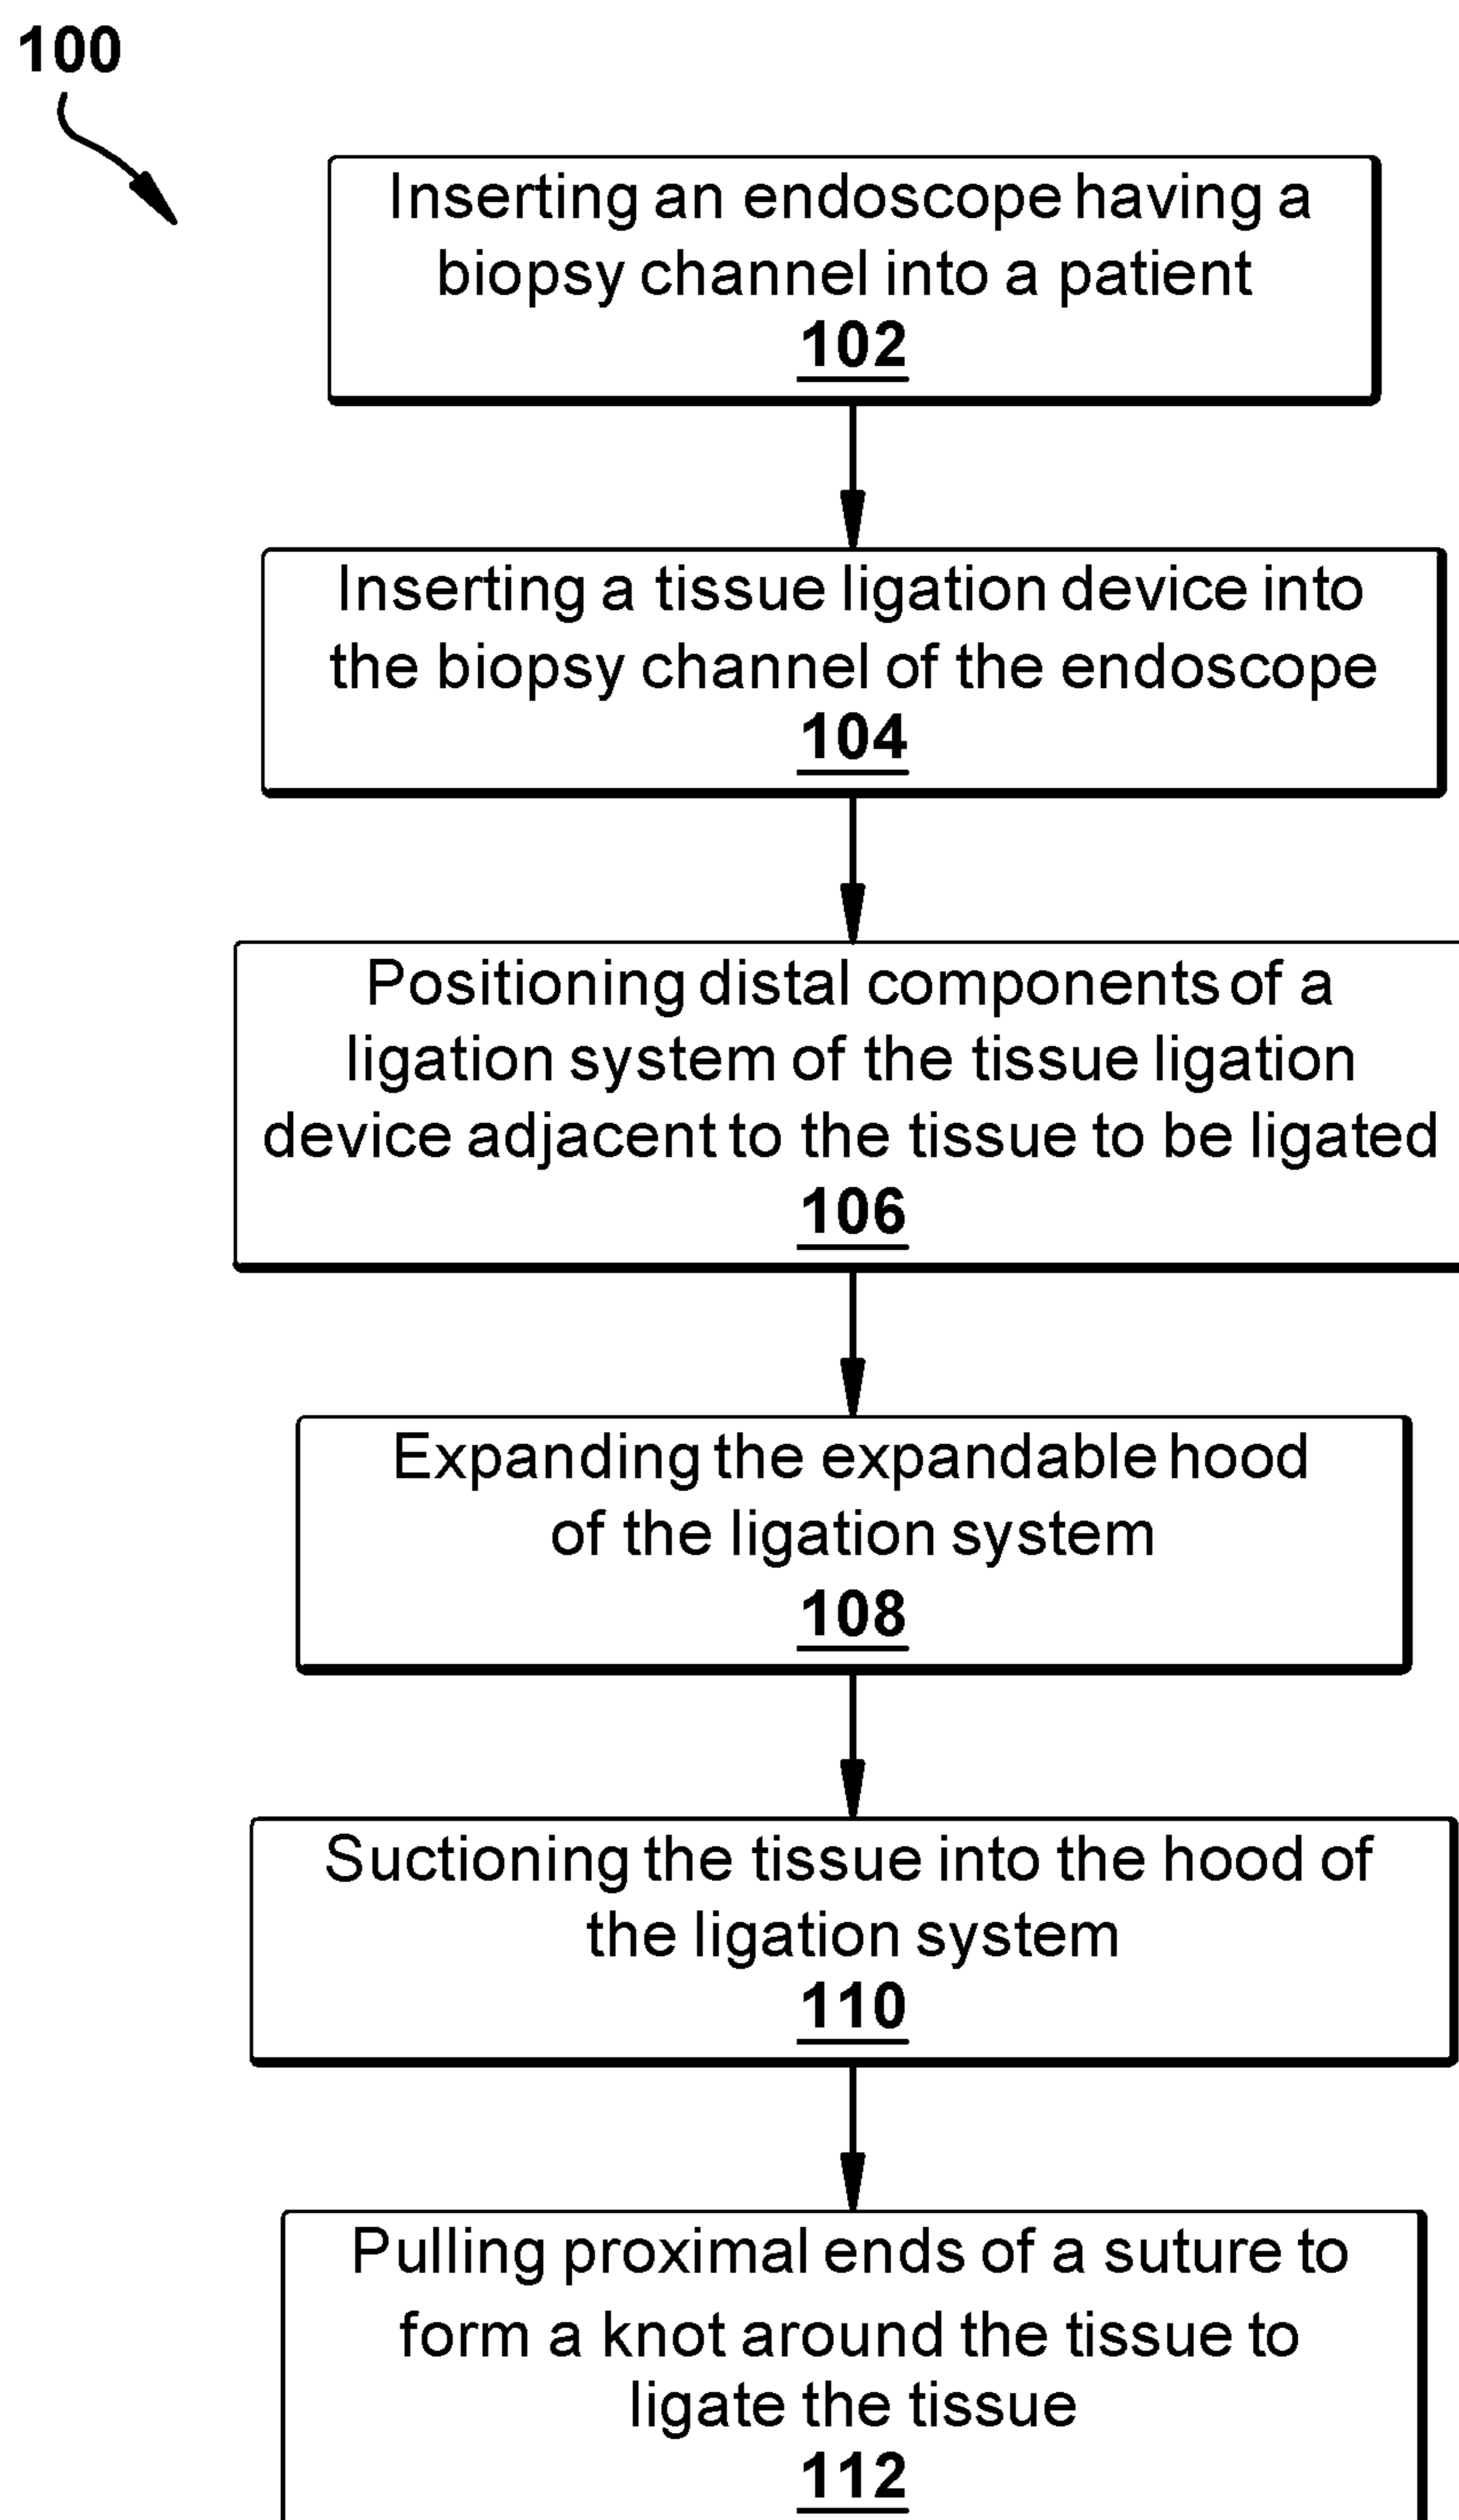 100
Inserting an endoscope having a
biopsy channel into a patient
102
Inserting a tissue ligation device into
the biopsy channel of the endoscope
104
Positioning distal components of a
ligation system of the tissue ligation
device adjacent to the tissue to be ligated
106
Expanding the expandable hood
of the ligation system
108
Suctioning the tissue into the hood of
the ligation system
110
Pulling proximal ends of a suture to
form a knot around the tissue to
ligate the tissue
112